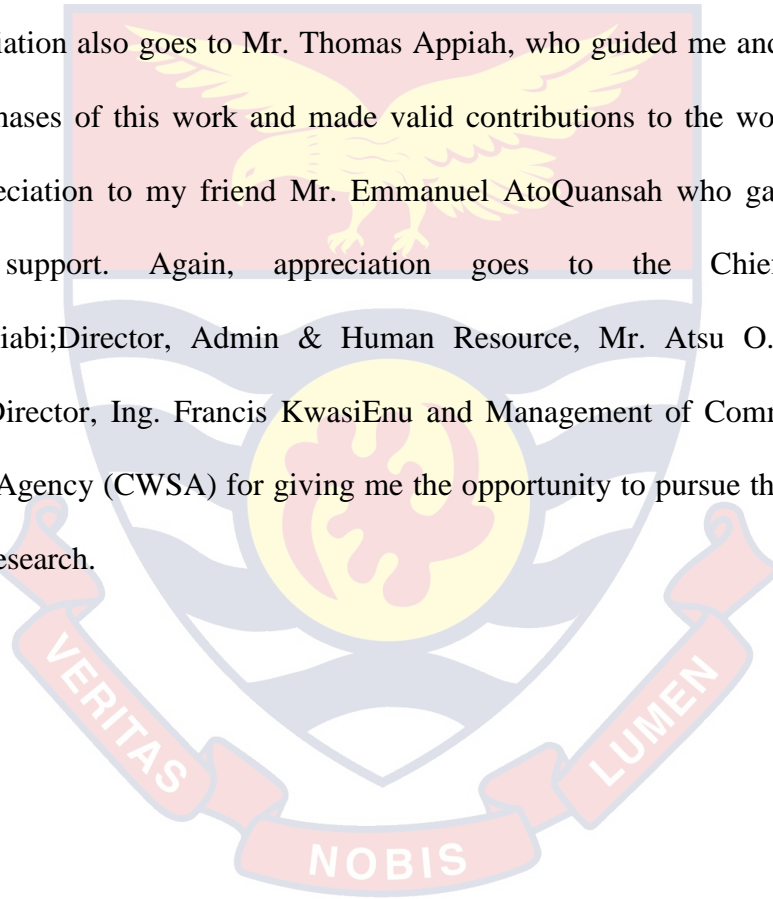 iation also goes to Mr. Thomas Appiah, who guided me and
hases of this work and made valid contributions to the wo
eciation to my friend Mr. Emmanuel AtoQuansah who ga
support. Again, appreciation goes to the Chief
iabi;Director, Admin & Human Resource, Mr. Atsu O.
Director, Ing. Francis KwasiEnu and Management of Comm
Agency (CWSA) for giving me the opportunity to pursue th
esearch.
VERITAS
NOBIS
LUMEN